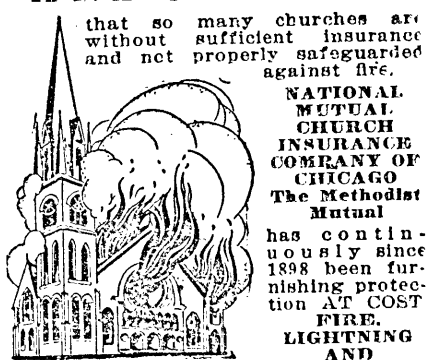 that so many churches are
without sufficient insurance
and not properly safeguarded
against fire.
NATIONAL
MUTUAL
CHURCH
INSURANCE
COMPANY OF
CHICAGO
The Methodist
Mutual
has contin-
uously since
1898 been fur-
nishing protec-
tion AT COST
FIRE,
LIGHTNING
AND